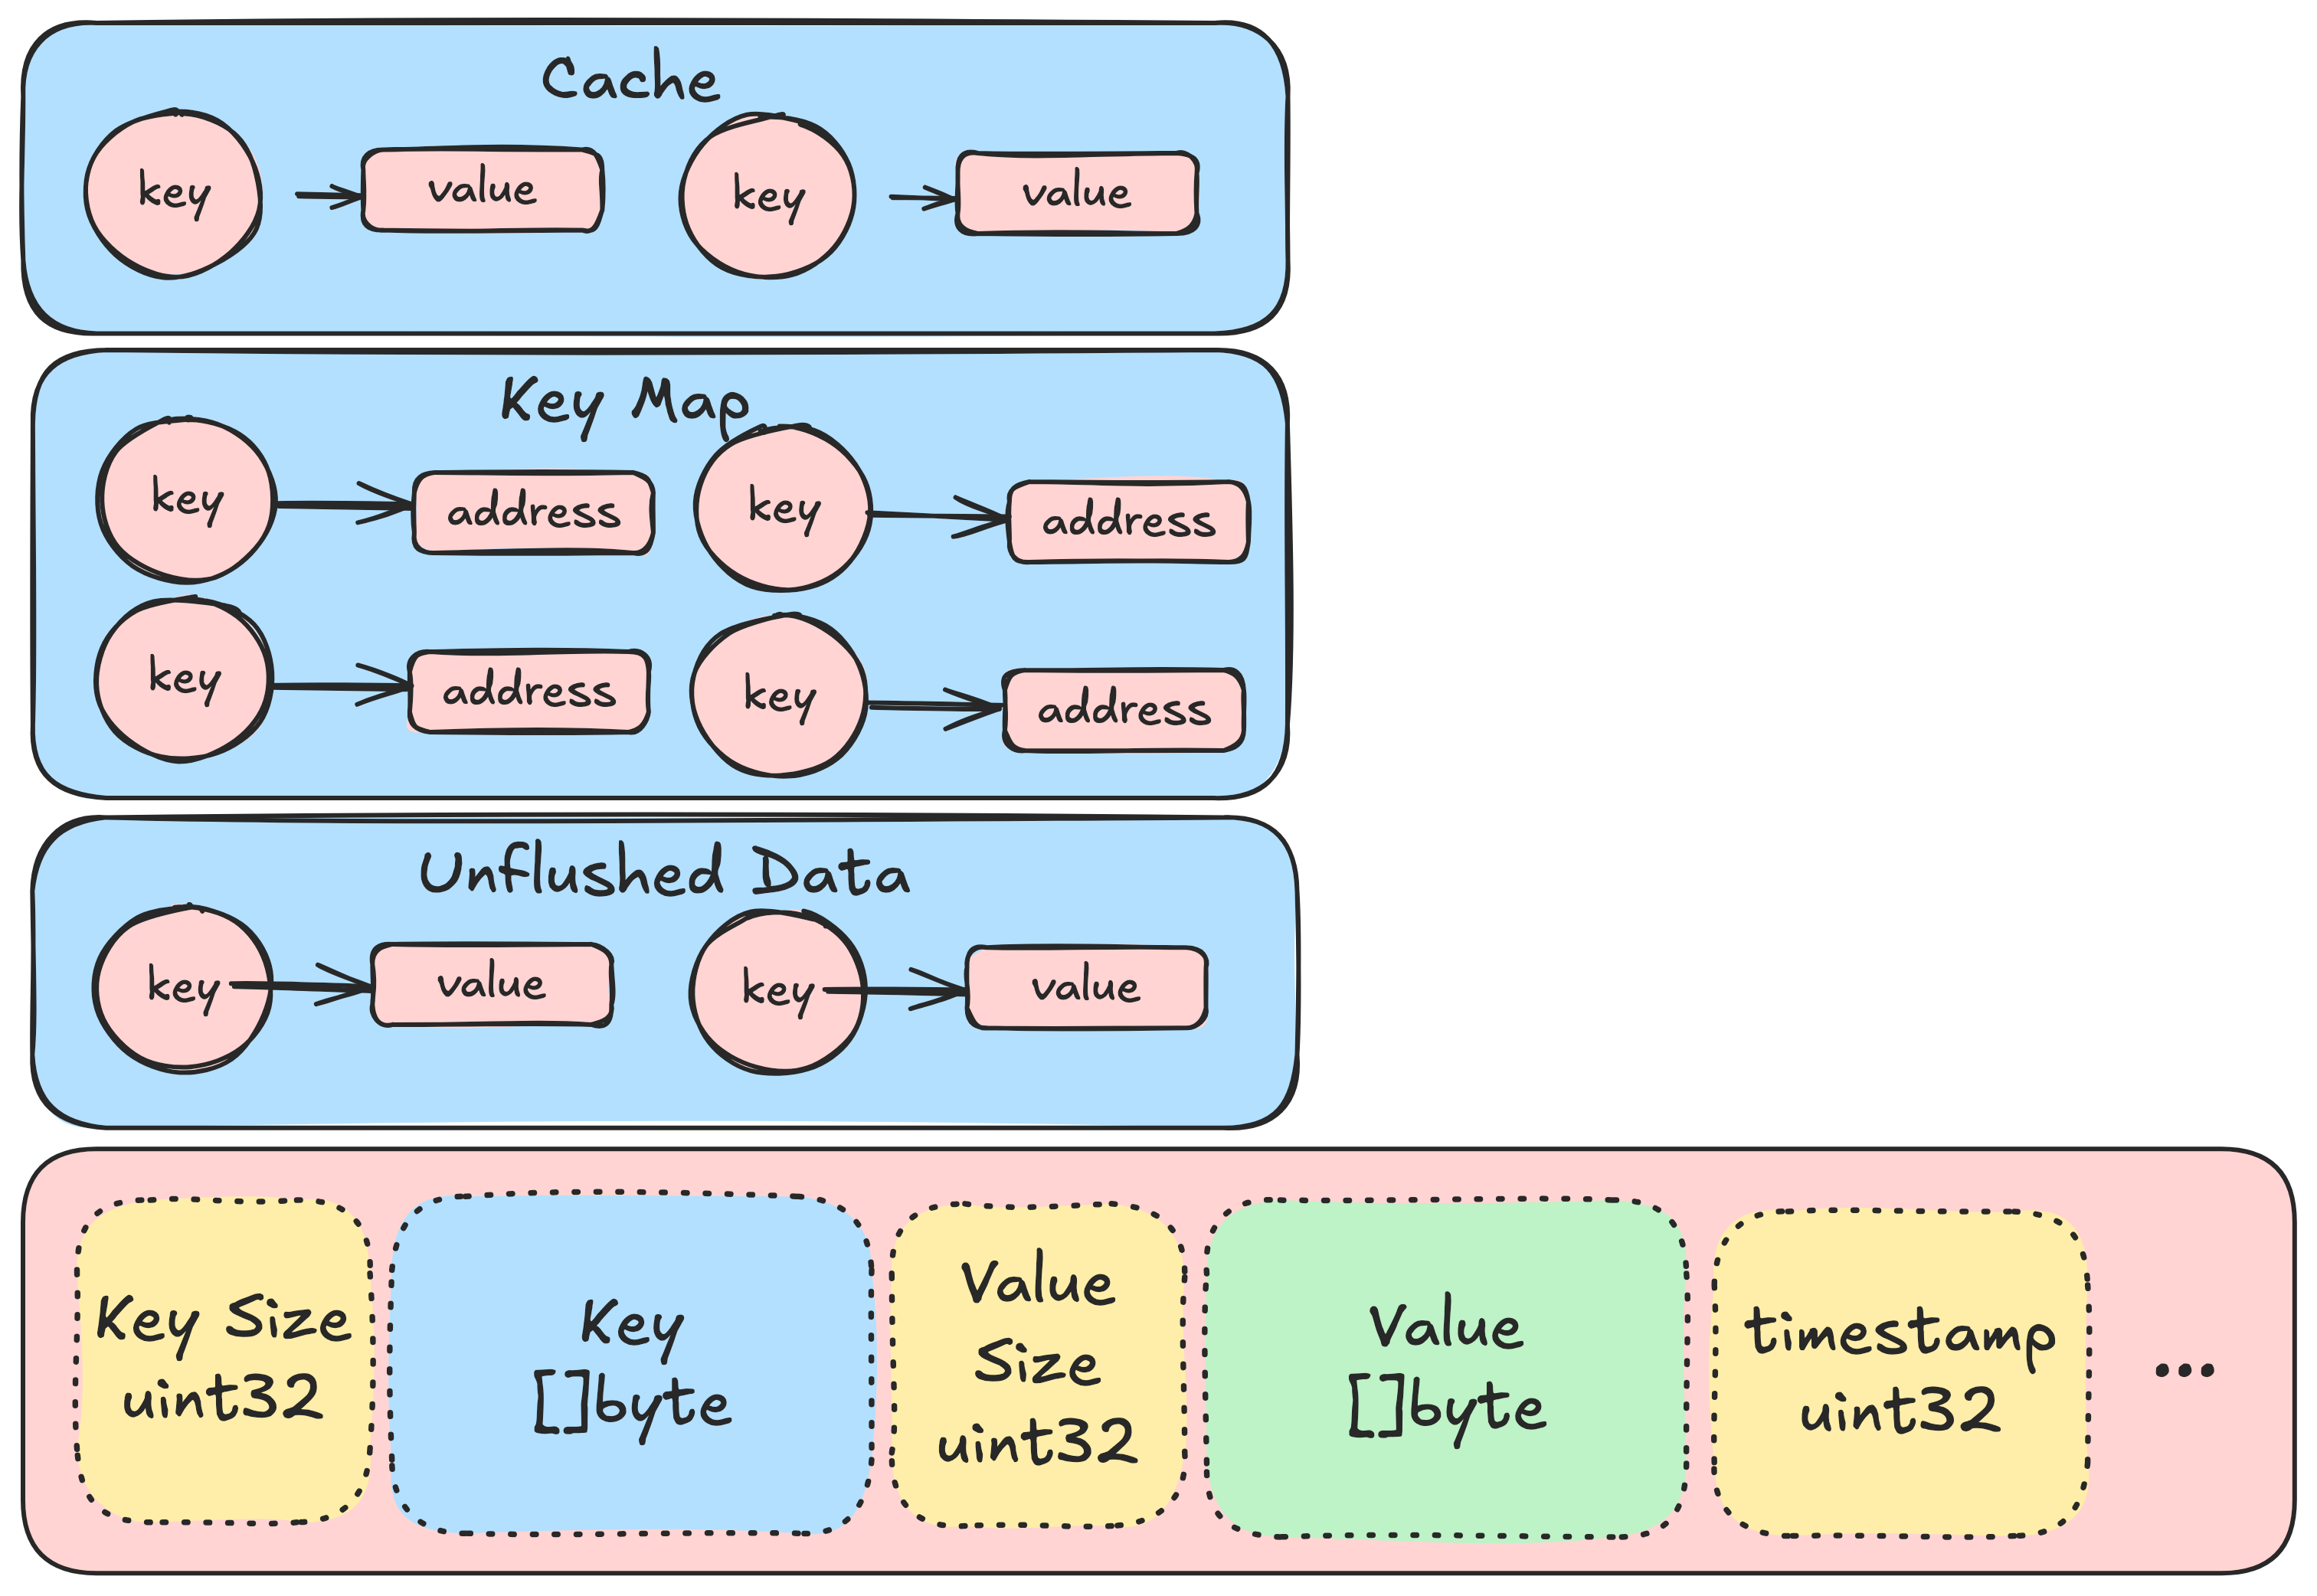 Cache
key
value
key
value
Key Map
key
address
key
address
key
address
key
address
Unflushed Data
key
value
key
value
Key Size
uint32
Key
[]byte
Value
Size
uint32
Value
[]byte
timestamp
uint32
...